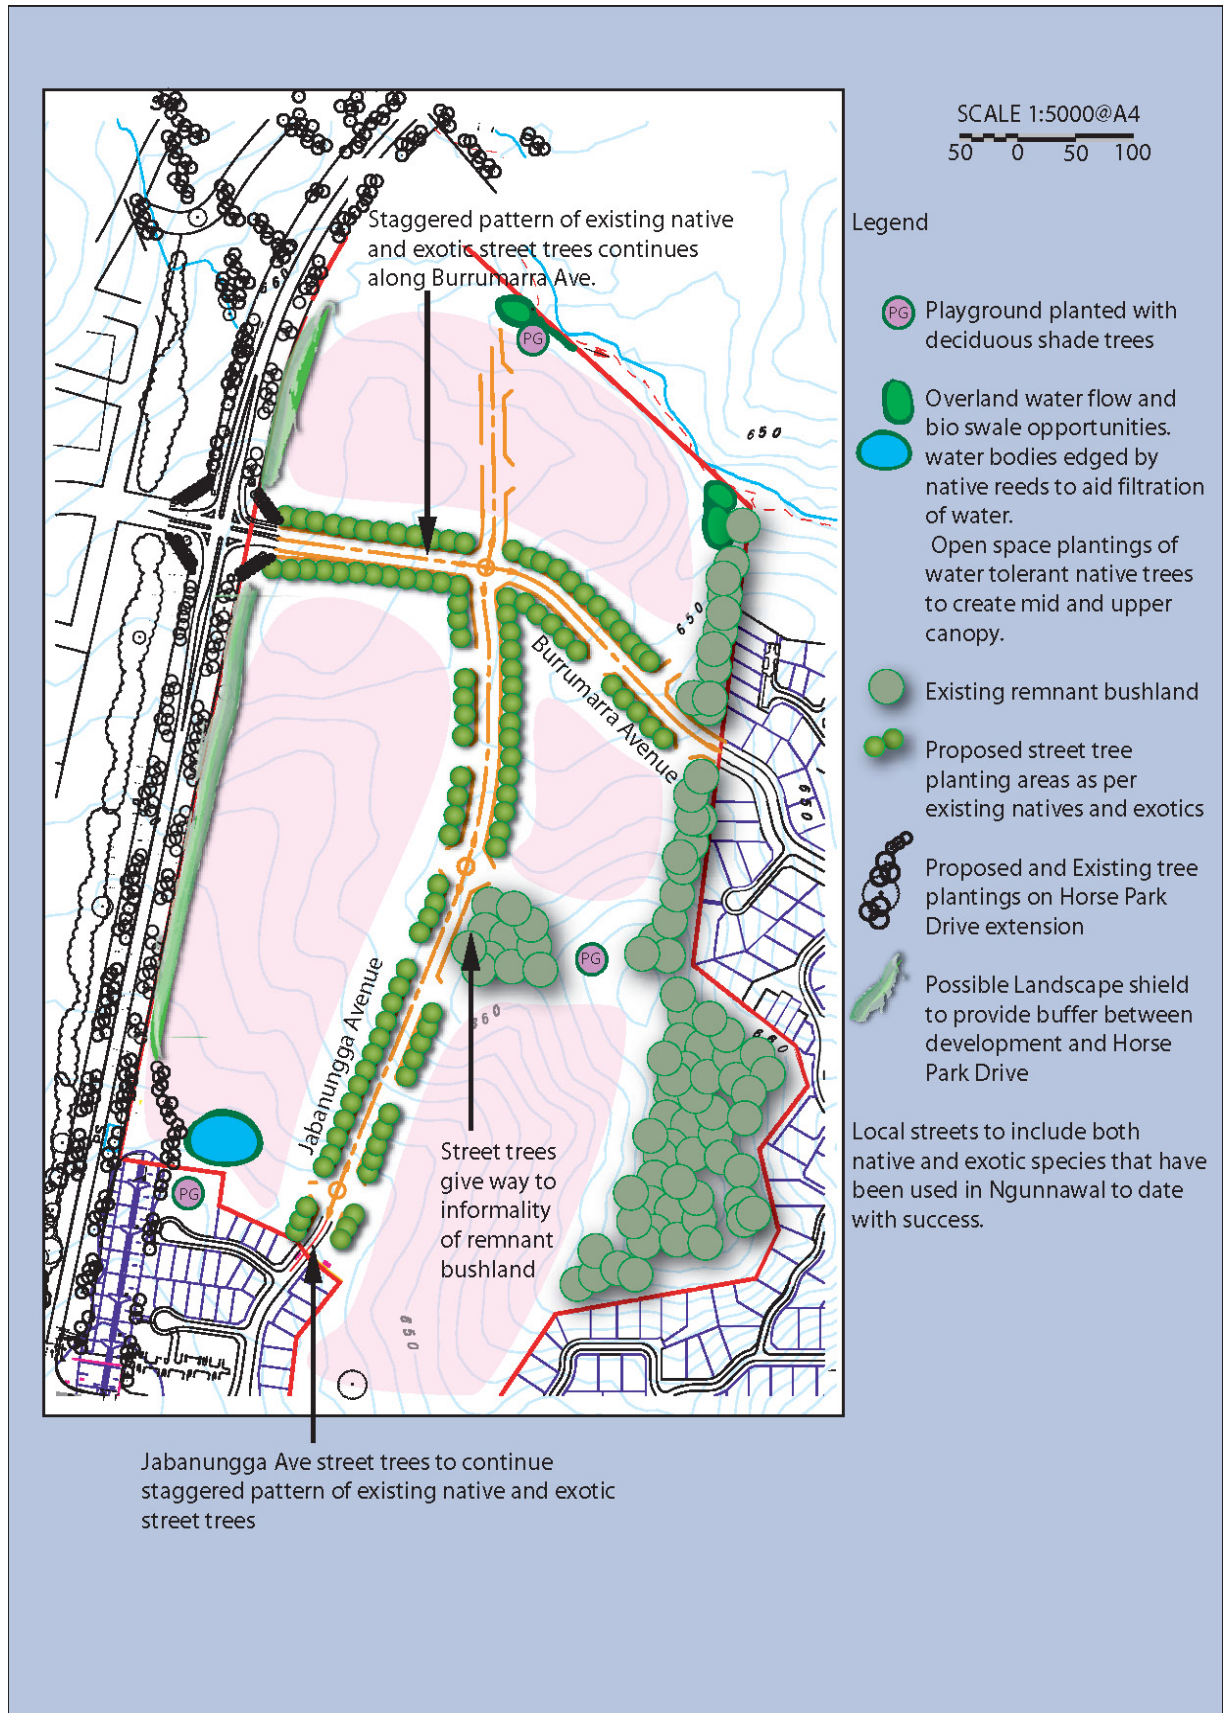 SCALE 1:5000@A4
50 0 50 100
Legend
PG
Playground planted with
deciduous shade trees
Overland water flow and
bio swale opportunities.
water bodies edged by
native reeds to aid filtration
of water.
Open space plantings of
water tolerant native trees
to create mid and upper
canopy.
Existing remnant bushland
Proposed street tree
planting areas as per
existing natives and exotics
Proposed and Existing tree
plantings on Horse Park
Drive extension
Possible Landscape shield
to provide buffer between
development and Horse
Park Drive
Local streets to include both
native and exotic species that have
been used in Ngunnawal to date
with success.
Staggered pattern of existing native
and exotic street trees continues
along Burrumarra Ave.
660
PG
650
650
Burrumarra Avenue
650
PG
660
660
Jabanungga Avenue
PS
PG
Street trees
give way to
informality
of remnant
bushland
650
Jabanungga Ave street trees to continue
staggered pattern of existing native and exotic
street trees